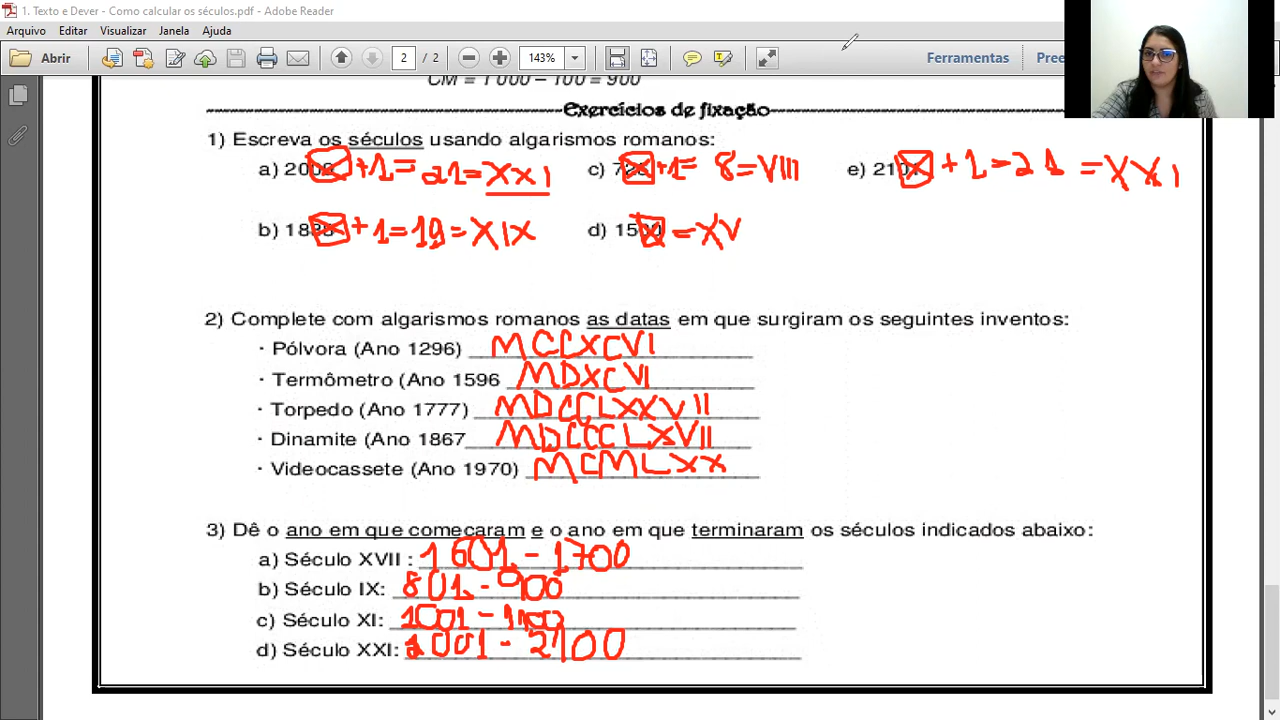 1. Texto e Dever - Como calcular os séculos.pdf - Adobe Reader
Arquivo Editar Visualizar Janela Ajuda
Abrir 2 / 2 143% Ferramentas
CM = 1 000 – 100 = 900
Exercícios de fixação
1) Escreva os séculos usando algarismos romanos:
a) 20 +1= 21=XXI c) 7 +1= 8=VIII e) 21 +1=21 =XXI
b) 18 +1=19=XIX d) 15 =XV
2) Complete com algarismos romanos as datas em que surgiram os seguintes inventos:
· Pólvora (Ano 1296) MCCXCVI
· Termômetro (Ano 1596 MDXCVI
· Torpedo (Ano 1777) MDCCLXXVII
· Dinamite (Ano 1867 MDCCCLXVII
· Videocassete (Ano 1970) MCMLXX
3) Dê o ano em que começaram e o ano em que terminaram os séculos indicados abaixo:
a) Século XVII : 1601 - 1700
b) Século IX: 801 - 900
c) Século XI: 1001 - 1100
d) Século XXI: 2001 - 2100